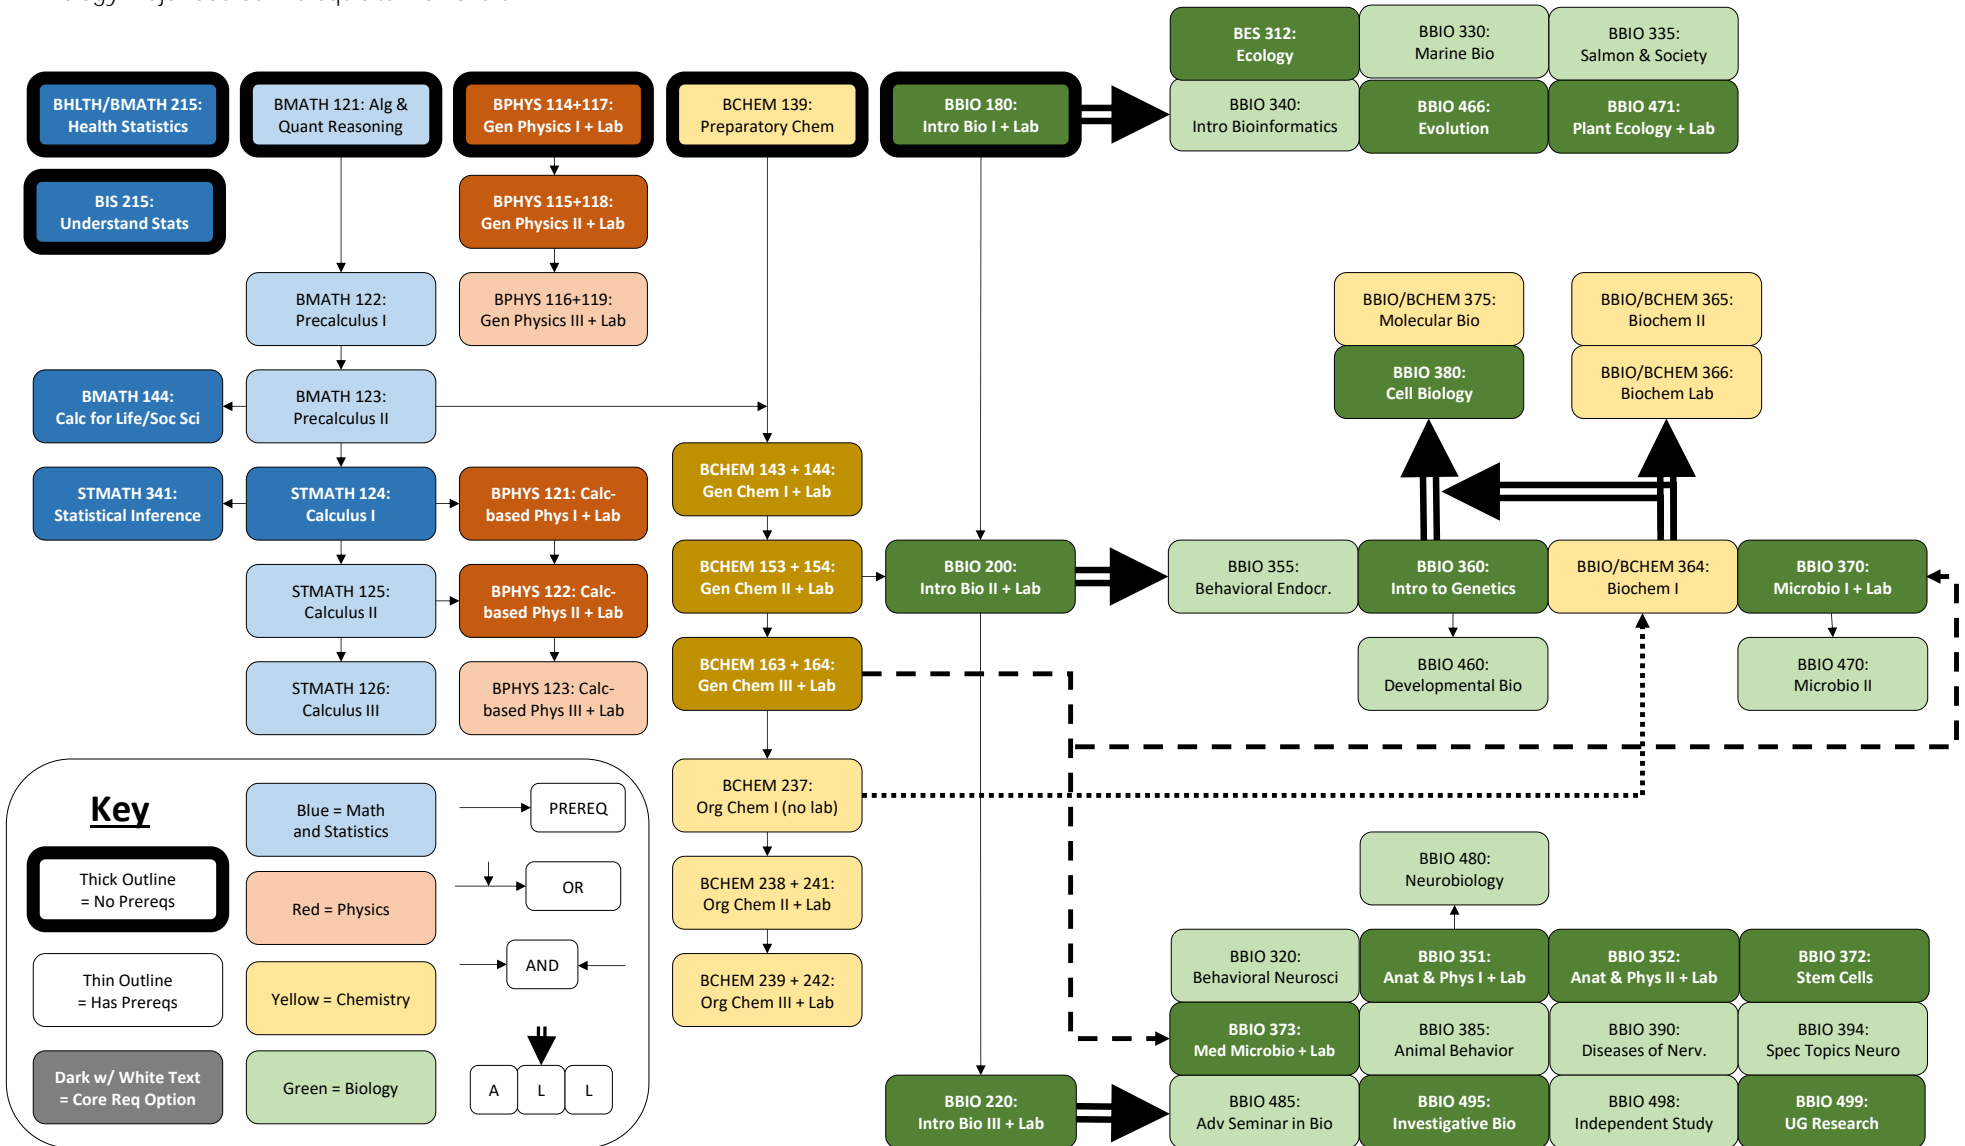 BES 312:
Ecology
BBIO 330:
Marine Bio
BBIO 335:
Salmon & Society
BHLTH/BMATH 215:
Health Statistics
BMATH 121: Alg &
Quant Reasoning
BPHYS 114+117:
Gen Physics I + Lab
BCHEM 139:
Preparatory Chem
BBIO 180:
Intro Bio I + Lab
BBIO 340:
Intro Bioinformatics
BBIO 466:
Evolution
BBIO 471:
Plant Ecology + Lab
BIS 215:
Understand Stats
BPHYS 115+118:
Gen Physics II + Lab
BMATH 122:
Precalculus I
BPHYS 116+119:
Gen Physics III + Lab
BBIO/BCHEM 375:
Molecular Bio
BBIO/BCHEM 365:
Biochem II
BMATH 144:
Calc for Life/Soc Sci
BMATH 123:
Precalculus II
BBIO 380:
Cell Biology
BBIO/BCHEM 366:
Biochem Lab
STMATH 341:
Statistical Inference
STMATH 124:
Calculus I
BPHYS 121: Calc-
based Phys I + Lab
BCHEM 143 + 144:
Gen Chem I + Lab
STMATH 125:
Calculus II
BPHYS 122: Calc-
based Phys II + Lab
BCHEM 153 + 154:
Gen Chem II + Lab
BBIO 200:
Intro Bio II + Lab
BBIO 355:
Behavioral Endocr.
BBIO 360:
Intro to Genetics
BBIO/BCHEM 364:
Biochem I
BBIO 370:
Microbio I + Lab
STMATH 126:
Calculus III
BPHYS 123: Calc-
based Phys III + Lab
BCHEM 163 + 164:
Gen Chem III + Lab
BBIO 460:
Developmental Bio
BBIO 470:
Microbio II
BCHEM 237:
Org Chem I (no lab)
BCHEM 238 + 241:
Org Chem II + Lab
BCHEM 239 + 242:
Org Chem III + Lab
BBIO 480:
Neurobiology
BBIO 320:
Behavioral Neurosci
BBIO 351:
Anat & Phys I + Lab
BBIO 352:
Anat & Phys II + Lab
BBIO 372:
Stem Cells
BBIO 373:
Med Microbio + Lab
BBIO 385:
Animal Behavior
BBIO 390:
Diseases of Nerv.
BBIO 394:
Spec Topics Neuro
BBIO 220:
Intro Bio III + Lab
BBIO 485:
Adv Seminar in Bio
BBIO 495:
Investigative Bio
BBIO 498:
Independent Study
BBIO 499:
UG Research
Key
Thick Outline
= No Prereqs
Thin Outline
= Has Prereqs
Dark w/ White Text
= Core Req Option
Blue = Math
and Statistics
Red = Physics
Yellow = Chemistry
Green = Biology
PREREQ
OR
AND
A L L